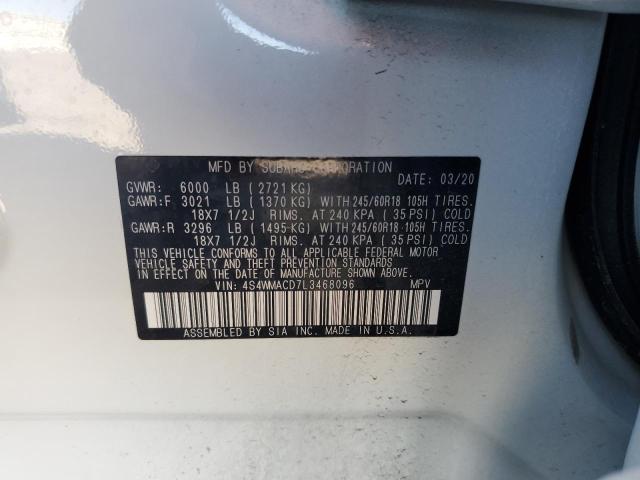 MFD BY SUBARU CORPORATION
DATE: 03/20
GVWR: 6000 LB (2721 KG)
GAWR:F 3021 LB (1370 KG) WITH 245/60R18 105H TIRES.
18X7 1/2J RIMS. AT 240 KPA (35 PSI) COLD
GAWR:R 3296 LB (1495 KG) WITH 245/60R18 105H TIRES.
18X7 1/2J RIMS. AT 240 KPA (35 PSI) COLD
THIS VEHICLE CONFORMS TO ALL APPLICABLE FEDERAL MOTOR
VEHICLE SAFETY BUMPER AND THEFT PREVENTION STANDARDS IN
EFFECT ON THE DATE OF MANUFACTURE SHOWN ABOVE.
VIN: 4S4WMACD7L3468096 MPV
ASSEMBLED BY SIA INC. IN U.S.A.